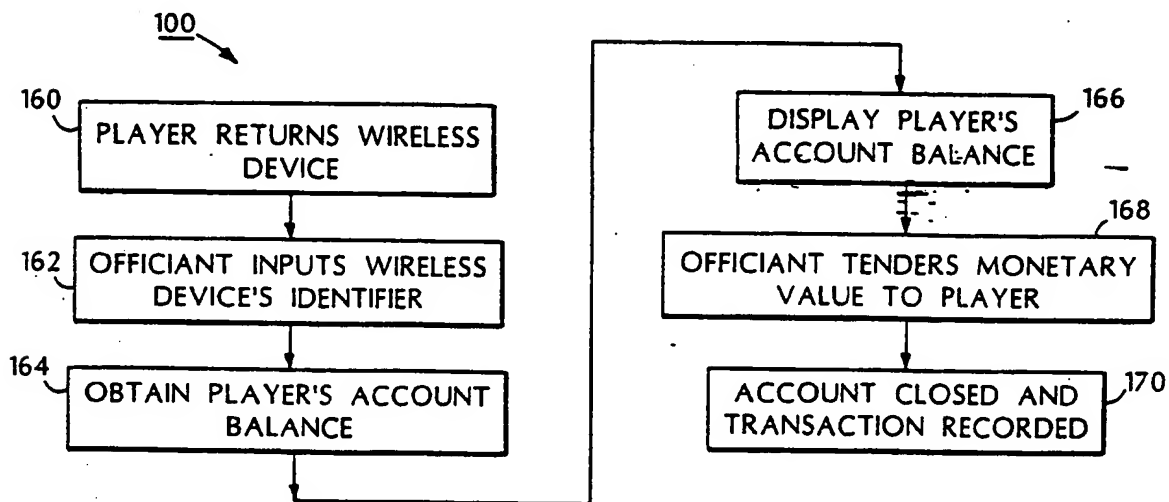 100
160
PLAYER RETURNS WIRELESS
DEVICE
162
OFFICIANT INPUTS WIRELESS
DEVICE'S IDENTIFIER
164
OBTAIN PLAYER'S ACCOUNT
BALANCE
166
DISPLAY PLAYER'S
ACCOUNT BALANCE
168
OFFICIANT TENDERS MONETARY
VALUE TO PLAYER
170
ACCOUNT CLOSED AND
TRANSACTION RECORDED